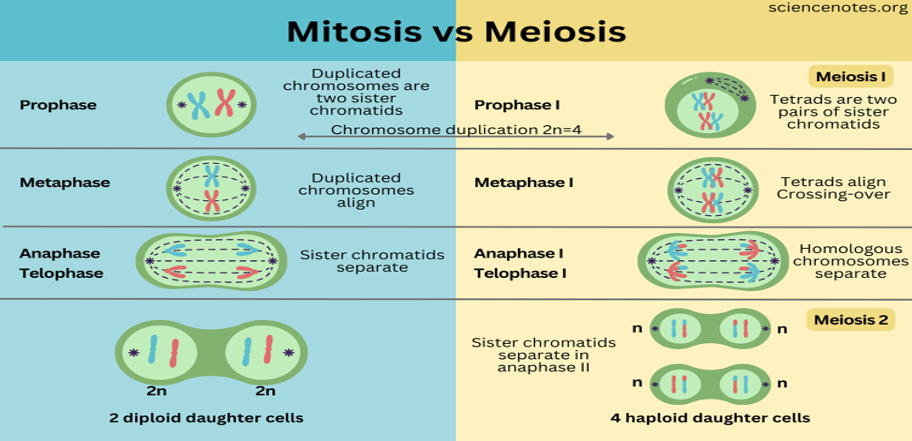 sciencenotes.org
Mitosis vs Meiosis
Prophase
Duplicated
chromosomes are
two sister
chromatids
Prophase I
Meiosis I
Tetrads are two
pairs of sister
chromatids
Chromosome duplication 2n=4
Metaphase
Duplicated
chromosomes
align
Metaphase I
Tetrads align
Crossing-over
Anaphase
Telophase
Sister chromatids
separate
Anaphase I
Telophase I
Homologous
chromosomes
separate
2n
2n
2 diploid daughter cells
Sister chromatids
separate in
anaphase II
Meiosis 2
n
n
n
n
4 haploid daughter cells